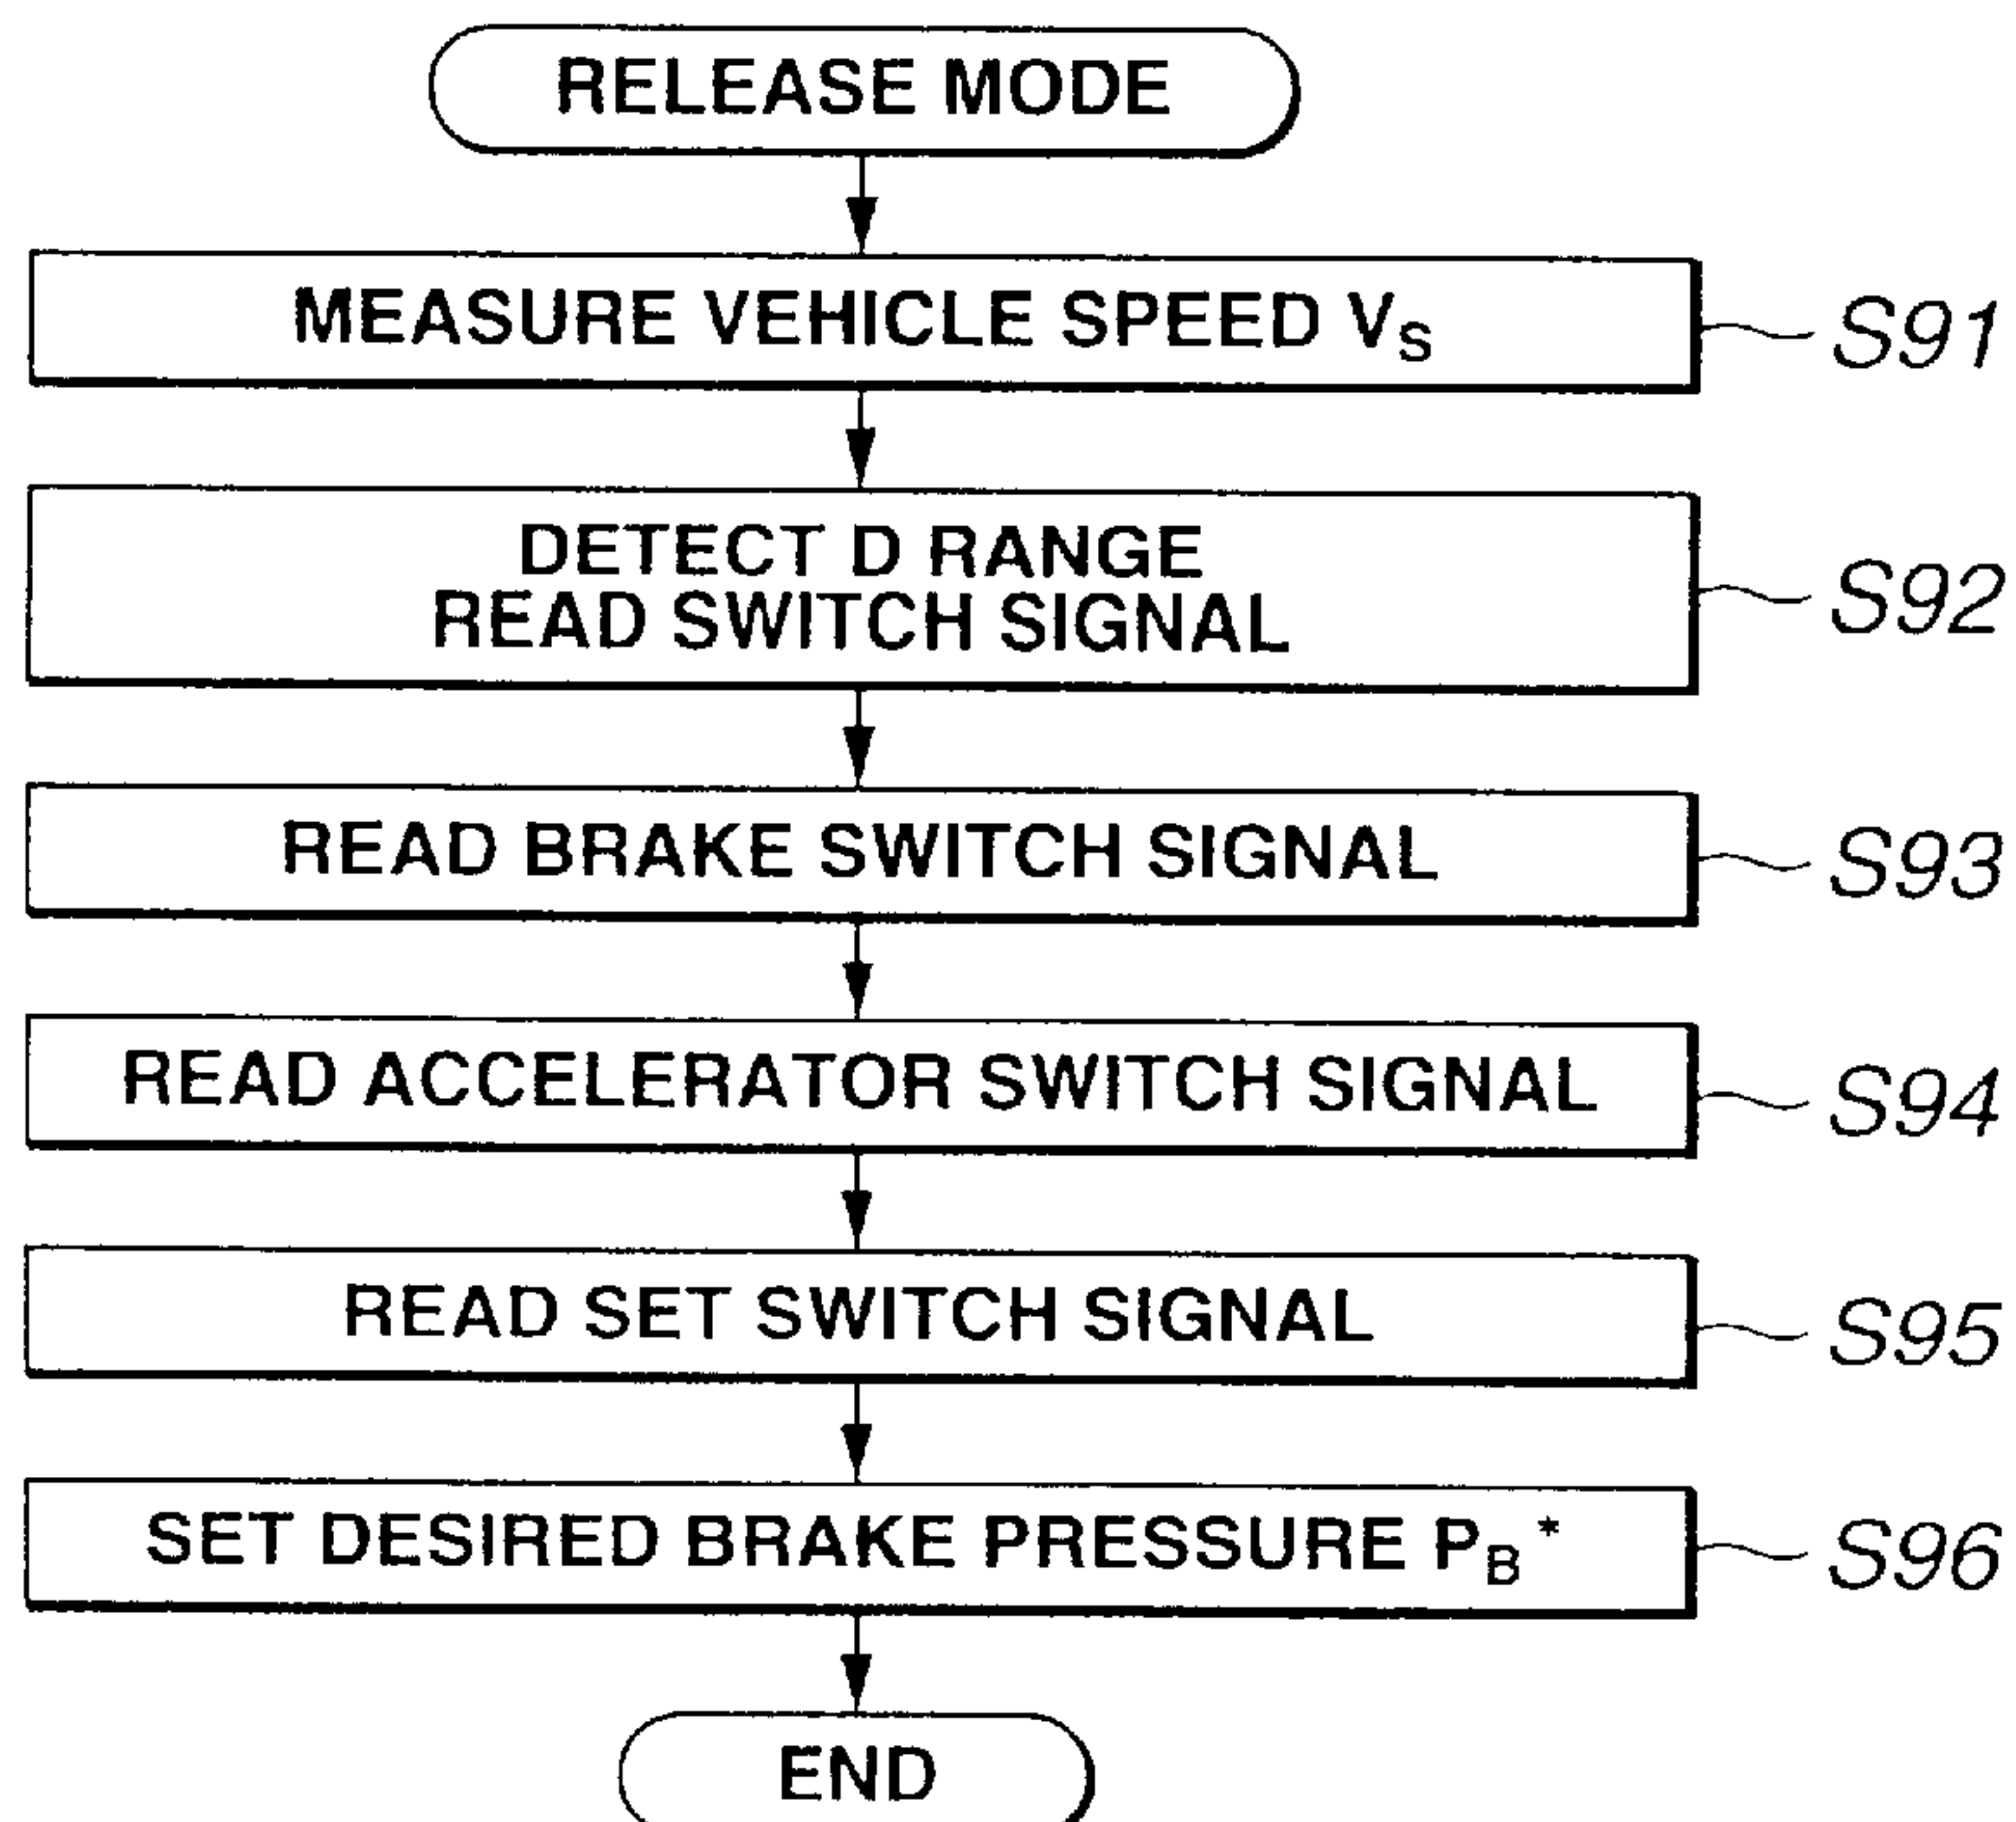 RELEASE MODE
MEASURE VEHICLE SPEED VS
S91
DETECT D RANGE
READ SWITCH SIGNAL
S92
READ BRAKE SWITCH SIGNAL
S93
READ ACCELERATOR SWITCH SIGNAL
S94
READ SET SWITCH SIGNAL
S95
SET DESIRED BRAKE PRESSURE PB*
S96
END